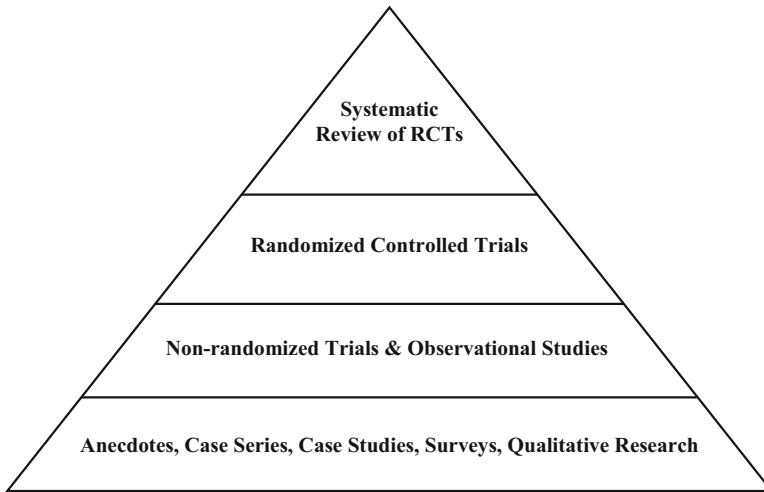 Systematic
Review of RCTs
Randomized Controlled Trials
Non-randomized Trials & Observational Studies
Anecdotes, Case Series, Case Studies, Surveys, Qualitative Research